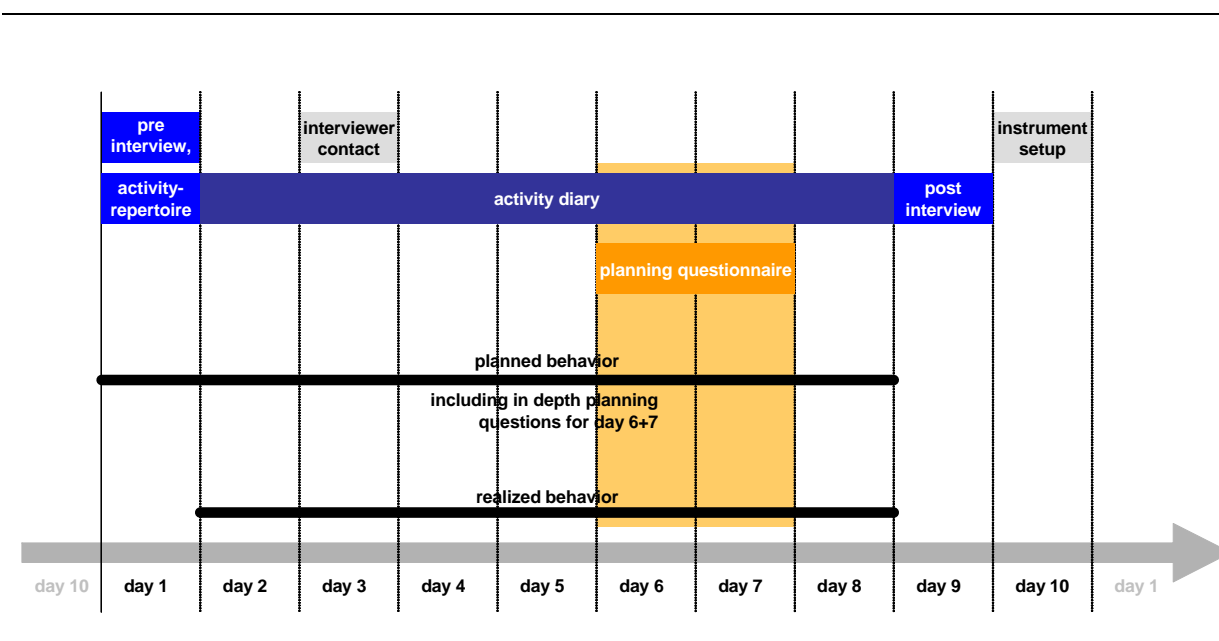 pre
interview,
interviewer
contact
instrument
setup
activity-
repertoire
activity diary
post
interview
planning questionnaire
planned behavior
including in depth planning
questions for day 6+7
realized behavior
day 10
day 1
day 2
day 3
day 4
day 5
day 6
day 7
day 8
day 9
day 10
day 1